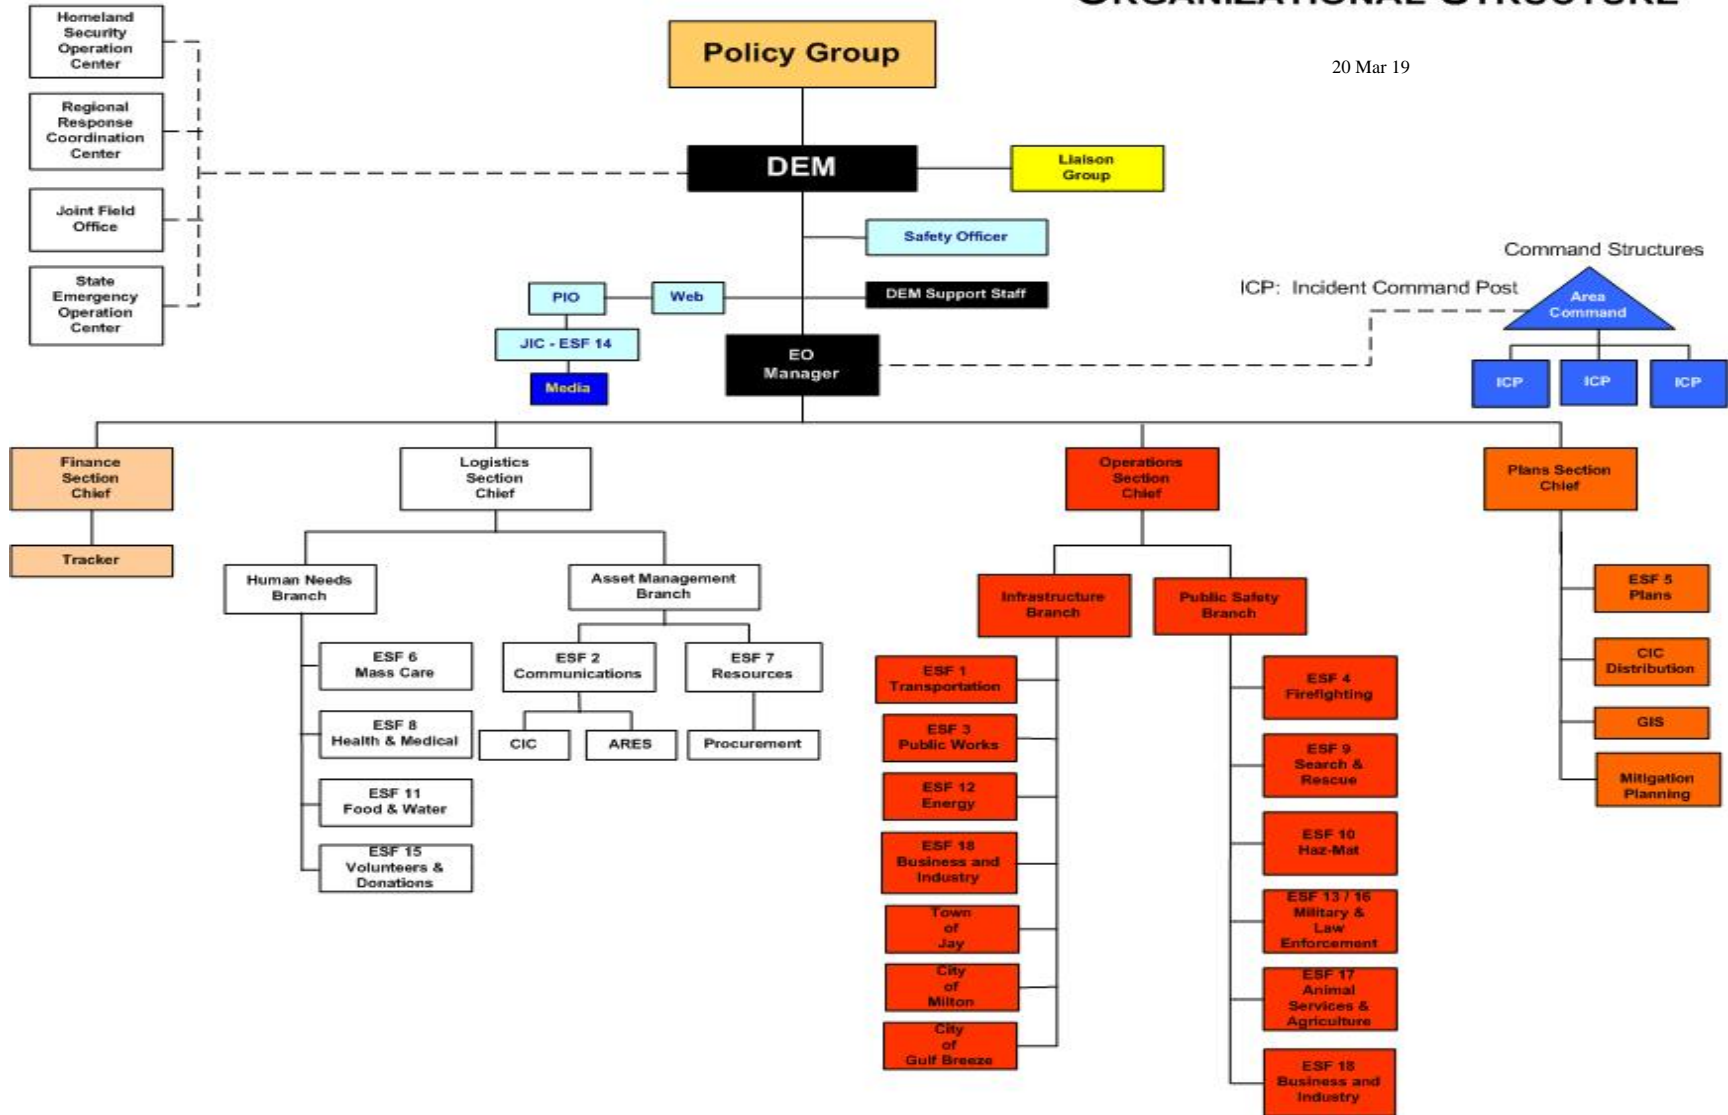 ORGANIZATIONAL STRUCTURE
20 Mar 19
Homeland
Security
Operation
Center
Regional
Response
Coordination
Center
Joint Field
Office
State
Emergency
Operation
Center
Policy Group
DEM
Liaison
Group
Safety Officer
PIO
Web
DEM Support Staff
JIC - ESF 14
Media
EO
Manager
Command Structures
ICP: Incident Command Post
Area
Command
ICP
ICP
ICP
Finance
Section
Chief
Tracker
Logistics
Section
Chief
Human Needs
Branch
ESF 6
Mass Care
ESF 8
Health & Medical
ESF 11
Food & Water
ESF 15
Volunteers &
Donations
Asset Management
Branch
ESF 2
Communications
CIC
ARES
ESF 7
Resources
Procurement
Operations
Section
Chief
Infrastructure
Branch
ESF 1
Transportation
ESF 3
Public Works
ESF 12
Energy
ESF 18
Business and
Industry
Town
of
Jay
City
of
Milton
City
of
Gulf Breeze
Public Safety
Branch
ESF 4
Firefighting
ESF 9
Search &
Rescue
ESF 10
Haz-Mat
ESF 13 / 16
Military &
Law
Enforcement
ESF 17
Animal
Services &
Agriculture
ESF 18
Business and
Industry
Plans Section
Chief
ESF 5
Plans
CIC
Distribution
GIS
Mitigation
Planning